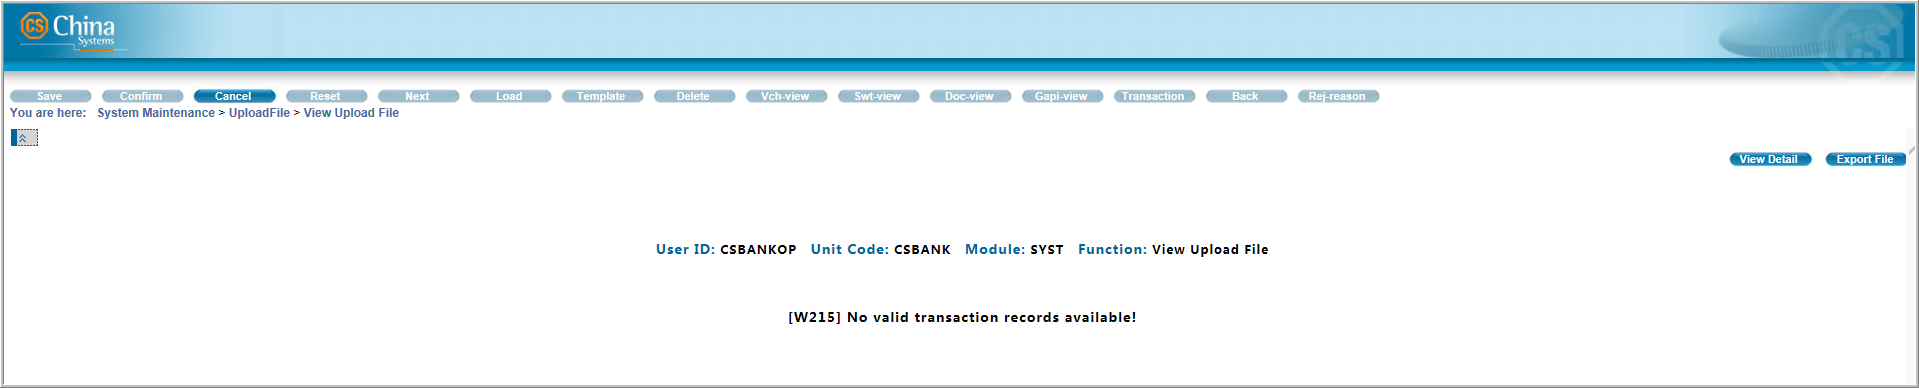 CS China Systems
CS
Save Confirm Cancel Reset Next Load Template Delete Vch-view Swt-view Doc-view Gapi-view Transaction Back Rej-reason
You are here: System Maintenance > UploadFile > View Upload File
View Detail Export File
User ID: CSBANKOP Unit Code: CSBANK Module: SYST Function: View Upload File
[W215] No valid transaction records available!